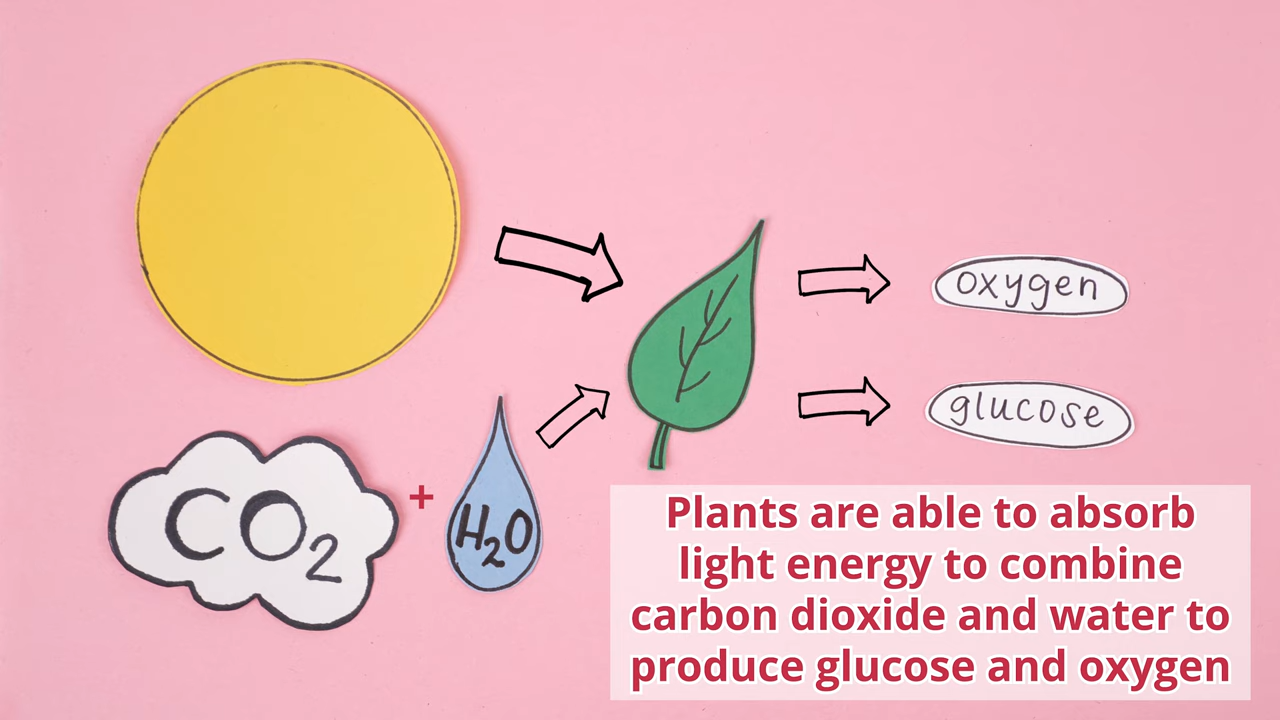 oxygen
glucose
CO₂ + H₂O
Plants are able to absorb
light energy to combine
carbon dioxide and water to
produce glucose and oxygen